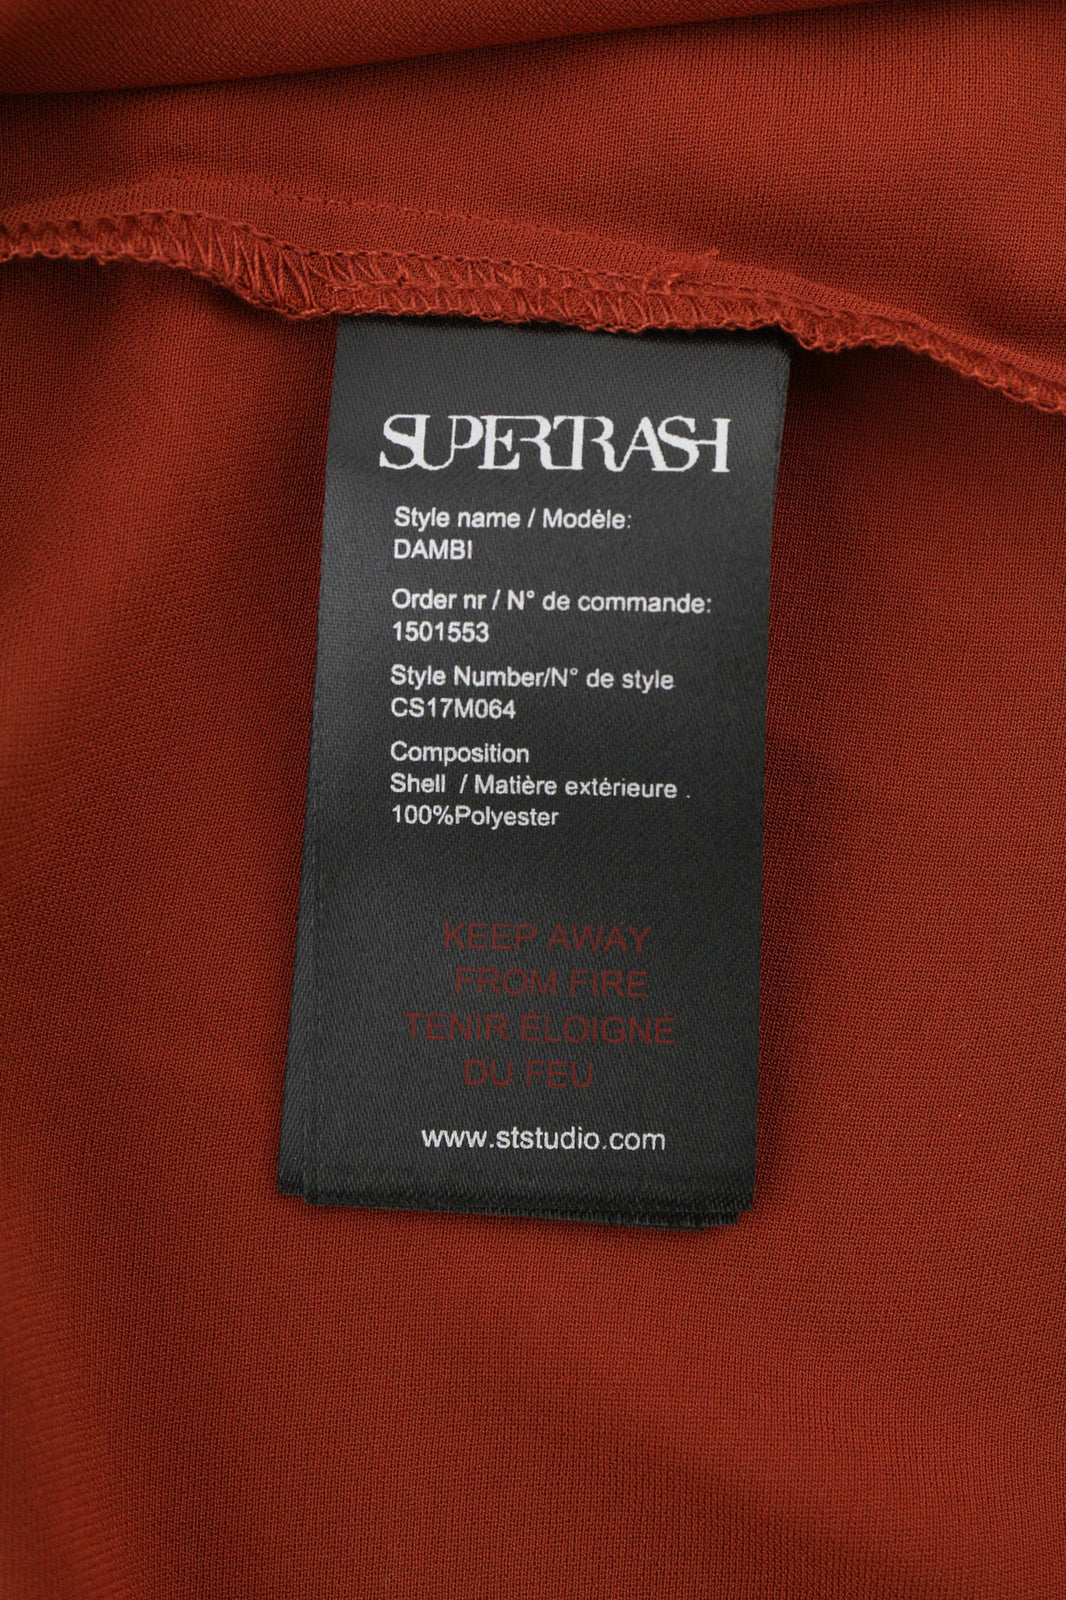 SUPERTRASH
Style name / Modèle:
DAMBI
Order nr / N° de commande:
1501553
Style Number/N° de style
CS17M064
Composition
Shell / Matière extérieure .
100%Polyester
KEEP AWAY
FROM FIRE
TENIR ÉLOIGNÉ
DU FEU
www.ststudio.com